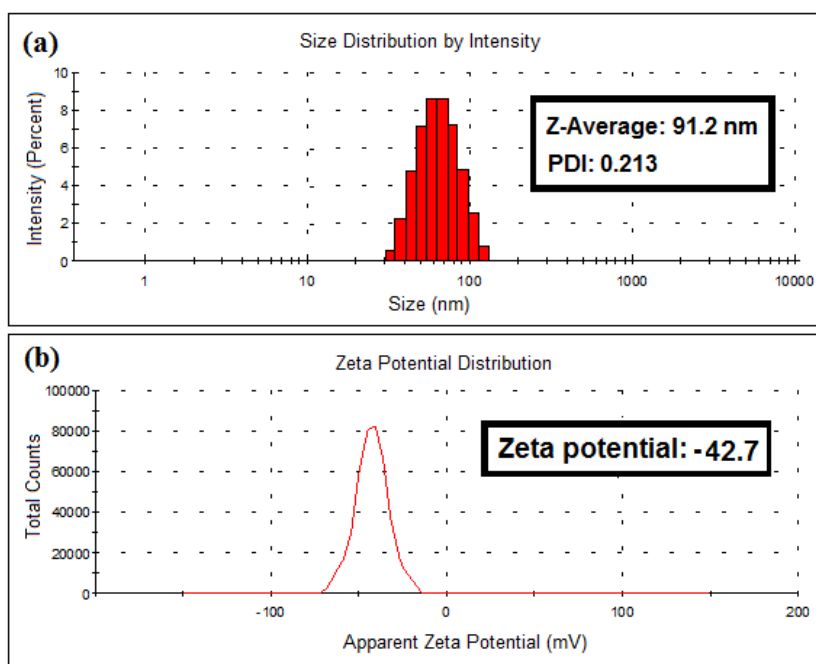 (a)
Size Distribution by Intensity
Intensity (Percent)
10
8
6
4
2
0
Z-Average: 91.2 nm
PDI: 0.213
1 10 100 1000 10000
Size (nm)
(b)
Zeta Potential Distribution
Total Counts
100000
80000
60000
40000
20000
0
Zeta potential: -42.7
-100 0 100 200
Apparent Zeta Potential (mV)